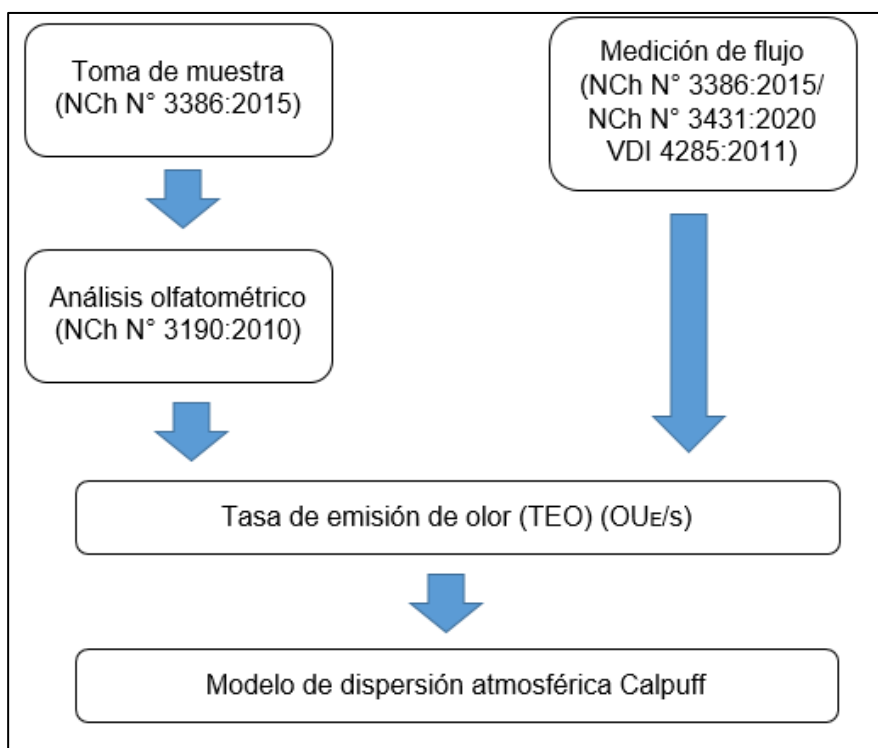 Toma de muestra
(NCh N° 3386:2015)
Medición de flujo
(NCh N° 3386:2015/
NCh N° 3431:2020
VDI 4285:2011)
Análisis olfatométrico
(NCh N° 3190:2010)
Tasa de emisión de olor (TEO) (OUE/s)
Modelo de dispersión atmosférica Calpuff